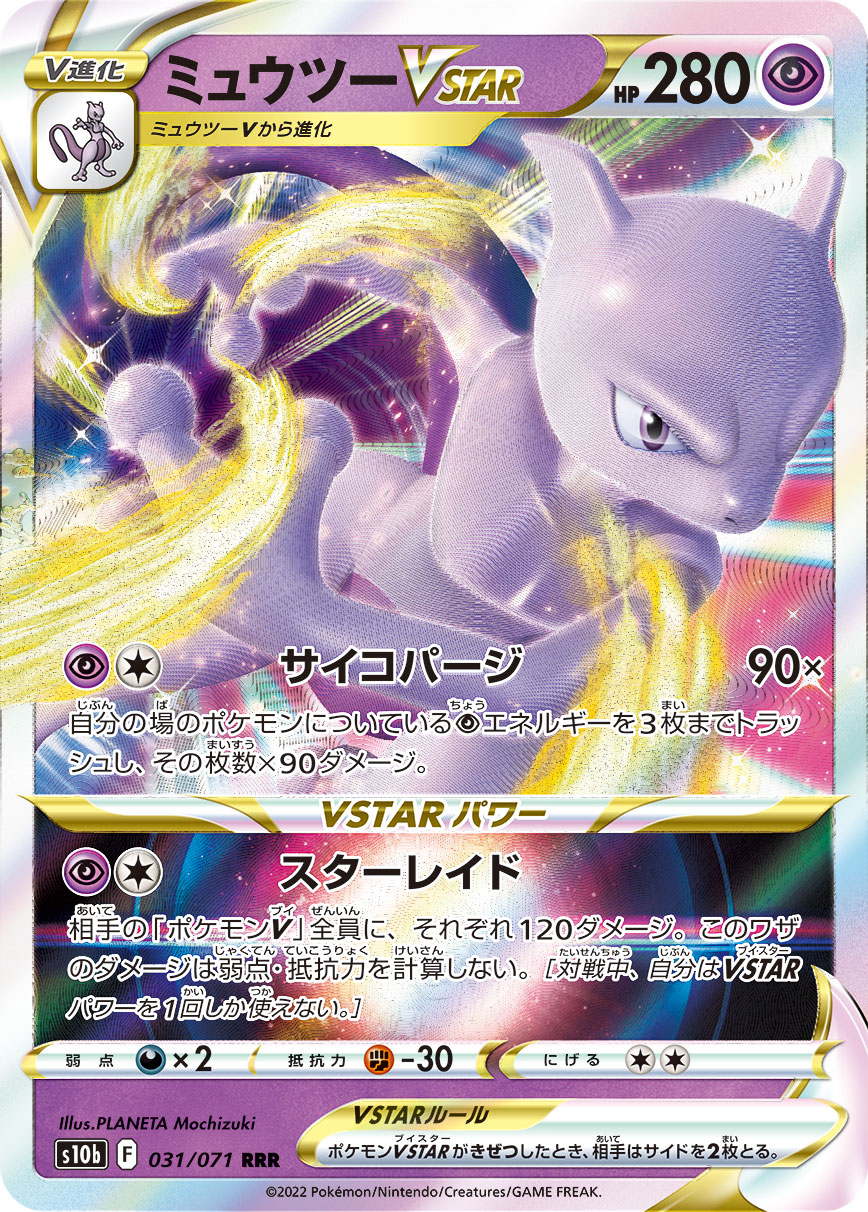 V進化
ミュウツーVSTAR HP 280
ミュウツーVから進化
サイコパージ 90×
自分の場のポケモンについているエネルギーを3枚までトラッ
シュし、その枚数×90ダメージ。
VSTARパワー
スターレイド
相手の「ポケモンV」全員に、それぞれ120ダメージ。このワザ
のダメージは弱点・抵抗力を計算しない。[対戦中、自分はVSTAR
パワーを1回しか使えない。]
弱点 ×2 抵抗力 -30 にげる
Illus.PLANETA Mochizuki
VSTARルール
ポケモンVSTARがきぜつしたとき、相手はサイドを2枚とる。
s10b F 031/071 RRR
©2022 Pokémon/Nintendo/Creatures/GAME FREAK.